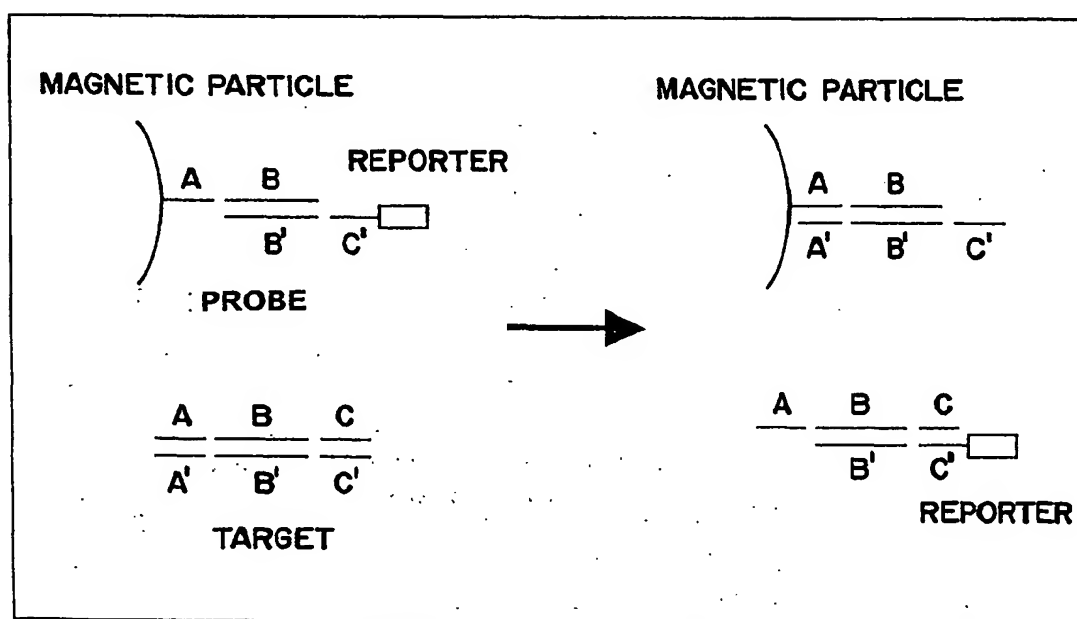 MAGNETIC PARTICLE
REPORTER
A B
B' C'
PROBE
A B C
A' B' C'
TARGET
MAGNETIC PARTICLE
A B
A' B' C'
A B C
B' C'
REPORTER